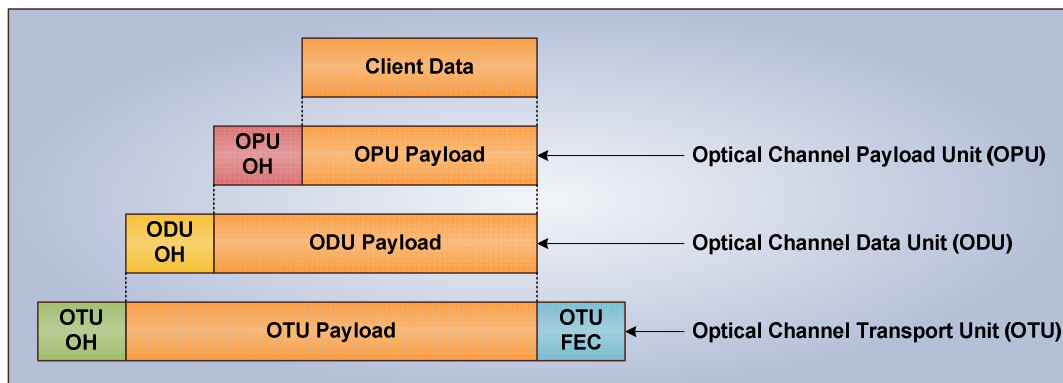 Client Data
OPU
OH
OPU Payload
Optical Channel Payload Unit (OPU)
ODU
OH
ODU Payload
Optical Channel Data Unit (ODU)
OTU
OH
OTU Payload
OTU
FEC
Optical Channel Transport Unit (OTU)